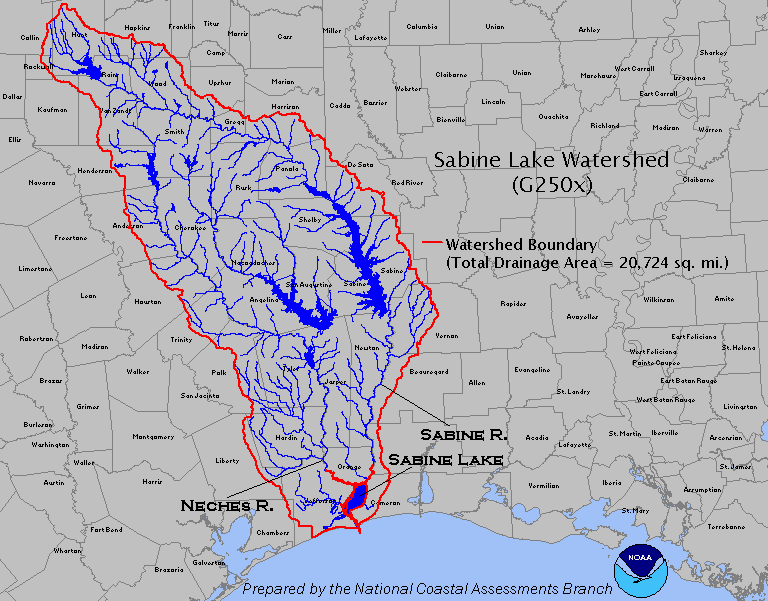 Collin Hunt Hopkins Franklin Titus Morris Cass Miller Lafayette Columbia Union Ashley
Rockwall Rains Wood Camp Upshur Marion Webster Claiborne Union Morehouse West Carroll Sharkey
Issaquena
East Carroll
Dallas Kaufman Van Zandt Gregg Harrison Caddo Bossier Lincoln Ouachita
Bienville Richland Madison Warren
Ellis Smith
Sabine Lake Watershed
(G250x)
Navarro Henderson Rusk Panola De Soto Red River Claiborne
Anderson Cherokee Shelby
Freestone
Watershed Boundary
(Total Drainage Area = 20,724 sq. mi.)
Limestone Nacogdoches Sabine
Leon Houston Angelina San Augustine Sabine
Rapides Avoyelles Wilkinson Amite
Robertson Madison Trinity Newton Vernon
East Feliciana
West Feliciana St. Helena
Pointe Coupee
Brazos Walker Polk Tyler Jasper Beauregard Allen Evangeline St. Landry East Baton Rouge
West Baton Rouge
Grimes San Jacinto Livingston
Burleson
Washington Montgomery Hardin
SABINE R.
Acadia Lafayette St. Martin Iberville Ascension
Waller Liberty Orange
SABINE LAKE
St. James
Austin Harris Jefferson Cameron Vermilion Iberia Assumption
NECHES R.
St. Mary
Fort Bend Chambers Terrebonne
Wharton
Galveston
Brazoria
NOAA
Prepared by the National Coastal Assessments Branch